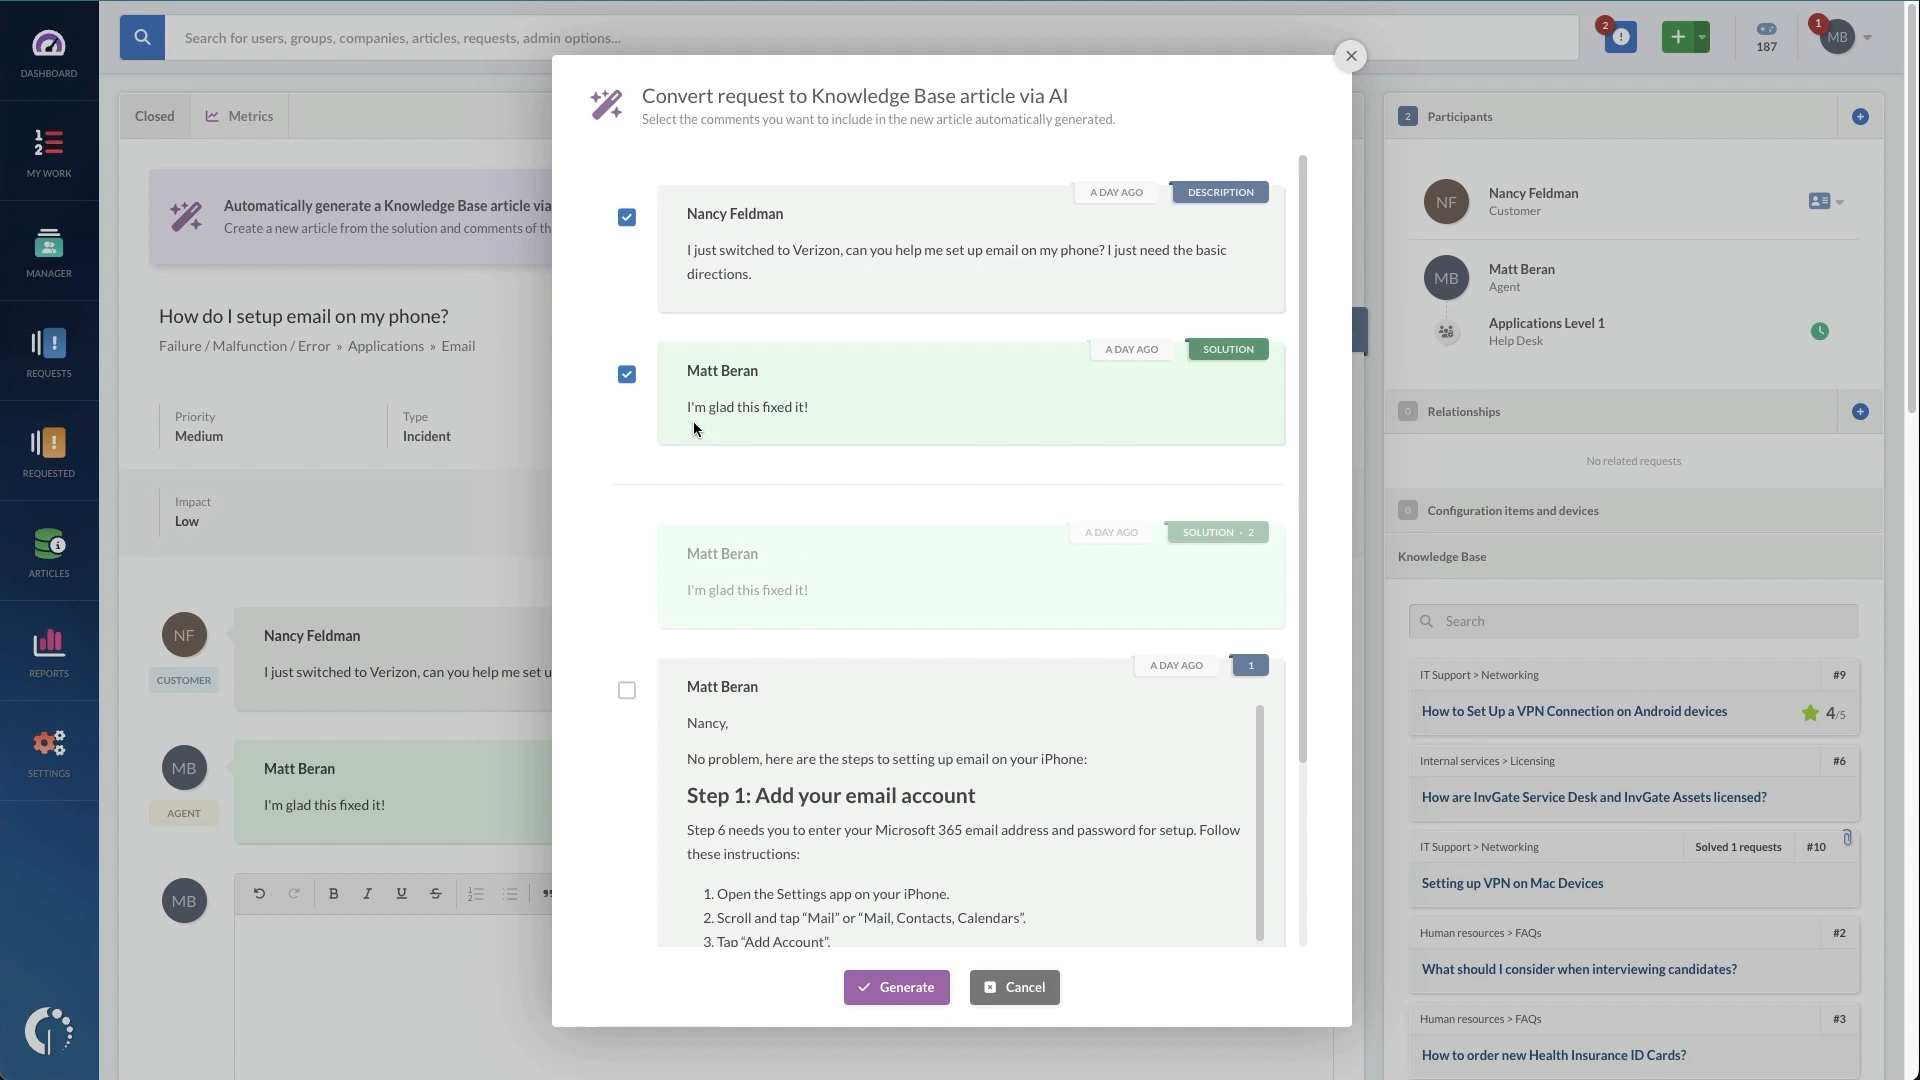 DASHBOARD
MY WORK
MANAGER
REQUESTS
REQUESTED
ARTICLES
REPORTS
SETTINGS
Search for users, groups, companies, articles, requests, admin options...
2
187
1
MB
Closed
Metrics
Automatically generate a Knowledge Base article via
Create a new article from the solution and comments of th
How do I setup email on my phone?
Failure / Malfunction / Error » Applications » Email
Priority
Medium
Type
Incident
Impact
Low
NF
CUSTOMER
Nancy Feldman
I just switched to Verizon, can you help me set u
MB
AGENT
Matt Beran
I'm glad this fixed it!
MB
B I U S
Convert request to Knowledge Base article via AI
Select the comments you want to include in the new article automatically generated.
A DAY AGO
DESCRIPTION
Nancy Feldman
I just switched to Verizon, can you help me set up email on my phone? I just need the basic
directions.
A DAY AGO
SOLUTION
Matt Beran
I'm glad this fixed it!
A DAY AGO
SOLUTION · 2
Matt Beran
I'm glad this fixed it!
A DAY AGO
1
Matt Beran
Nancy,
No problem, here are the steps to setting up email on your iPhone:
Step 1: Add your email account
Step 6 needs you to enter your Microsoft 365 email address and password for setup. Follow
these instructions:
1. Open the Settings app on your iPhone.
2. Scroll and tap “Mail” or “Mail, Contacts, Calendars”.
3. Tap “Add Account”.
Generate
Cancel
2 Participants
NF
Nancy Feldman
Customer
MB
Matt Beran
Agent
Applications Level 1
Help Desk
0 Relationships
No related requests
0 Configuration items and devices
Knowledge Base
Search
IT Support > Networking #9
How to Set Up a VPN Connection on Android devices 4/5
Internal services > Licensing #6
How are InvGate Service Desk and InvGate Assets licensed?
IT Support > Networking Solved 1 requests #10
Setting up VPN on Mac Devices
Human resources > FAQs #2
What should I consider when interviewing candidates?
Human resources > FAQs #3
How to order new Health Insurance ID Cards?